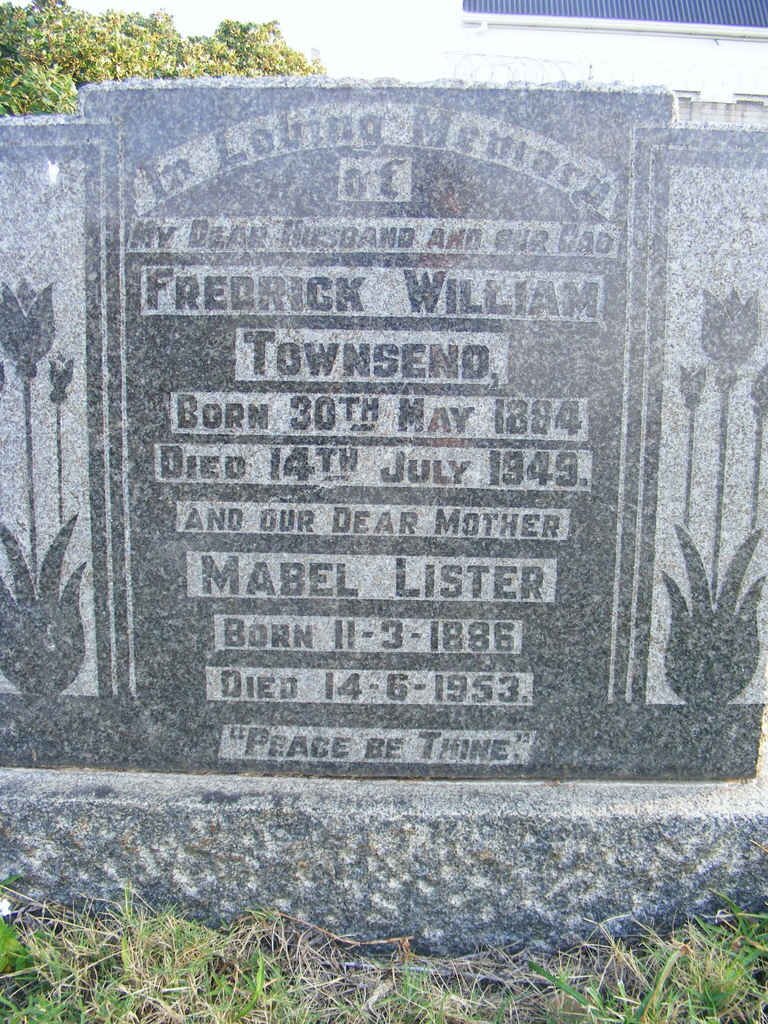 In Loving Memory
of
MY DEAR HUSBAND AND OUR DAD
FREDRICK WILLIAM
TOWNSEND,
BORN 30TH MAY 1884
DIED 14TH JULY 1949.
AND OUR DEAR MOTHER
MABEL LISTER
BORN 11-3-1886
DIED 14-6-1953.
"PEACE BE THINE."